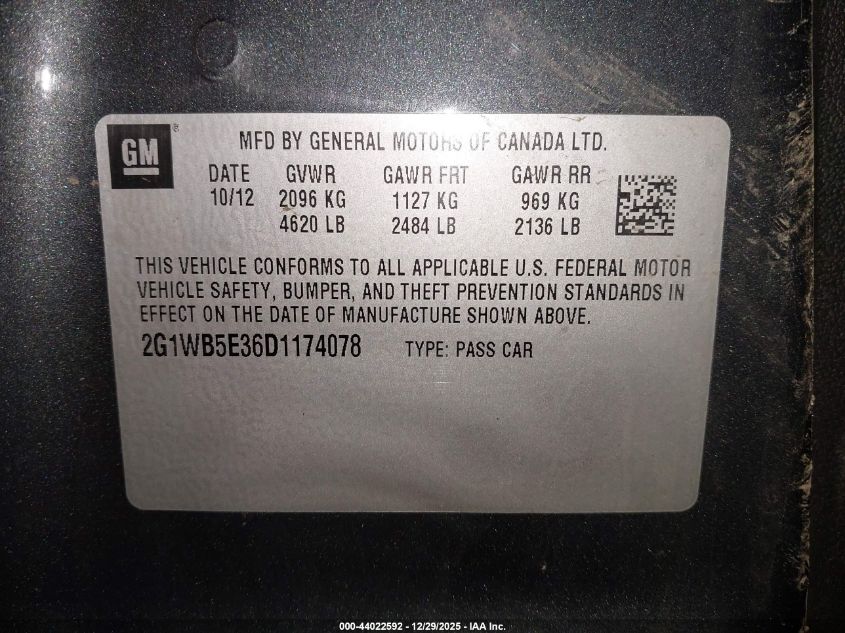 GM ®
MFD BY GENERAL MOTORS OF CANADA LTD.
DATE GVWR GAWR FRT GAWR RR
10/12 2096 KG 1127 KG 969 KG
4620 LB 2484 LB 2136 LB
THIS VEHICLE CONFORMS TO ALL APPLICABLE U.S. FEDERAL MOTOR
VEHICLE SAFETY, BUMPER, AND THEFT PREVENTION STANDARDS IN
EFFECT ON THE DATE OF MANUFACTURE SHOWN ABOVE.
2G1WB5E36D1174078 TYPE: PASS CAR
000-44022592 - 12/29/2025 - IAA Inc.